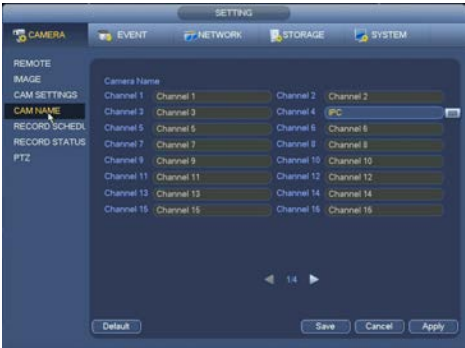 SETTING
CAMERA EVENT NETWORK STORAGE SYSTEM
REMOTE
IMAGE
CAM SETTINGS
CAM NAME
RECORD SCHEDL
RECORD STATUS
PTZ
Camera Name
Channel 1 Channel 1 Channel 2 Channel 2
Channel 3 Channel 3 Channel 4 IPC
Channel 5 Channel 5 Channel 6 Channel 6
Channel 7 Channel 7 Channel 8 Channel 8
Channel 9 Channel 9 Channel 10 Channel 10
Channel 11 Channel 11 Channel 12 Channel 12
Channel 13 Channel 13 Channel 14 Channel 14
Channel 15 Channel 15 Channel 16 Channel 16
1/4
Default Save Cancel Apply